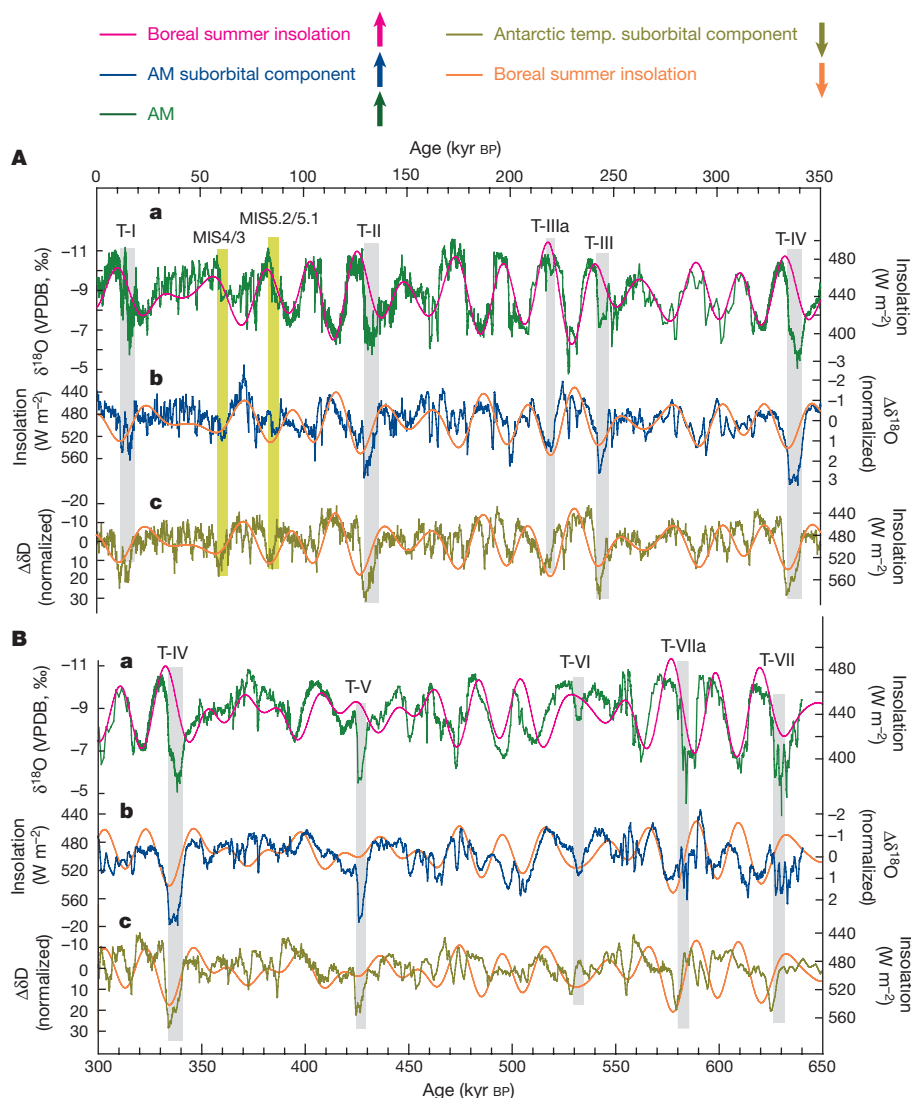 Boreal summer insolation
Antarctic temp. suborbital component
AM suborbital component
Boreal summer insolation
AM
Age (kyr BP)
A
0 50 100 150 200 250 300 350
a
T-I
MIS4/3
MIS5.2/5.1
T-II
T-IIIa
T-III
T-IV
−11
−9
−7
−5
δ¹⁸O (VPDB, ‰)
480
440
400
Insolation
(W m⁻²)
b
440
480
520
560
Insolation
(W m⁻²)
−3
−2
−1
0
1
2
3
Δδ¹⁸O
(normalized)
c
−20
−10
0
10
20
30
ΔδD
(normalized)
440
480
520
560
Insolation
(W m⁻²)
B
a
T-IV
T-V
T-VI
T-VIIa
T-VII
−11
−9
−7
−5
δ¹⁸O (VPDB, ‰)
480
440
400
Insolation
(W m⁻²)
b
440
480
520
560
Insolation
(W m⁻²)
−2
−1
0
1
2
Δδ¹⁸O
(normalized)
c
−20
−10
0
10
20
30
ΔδD
(normalized)
440
480
520
560
Insolation
(W m⁻²)
300 350 400 450 500 550 600 650
Age (kyr BP)